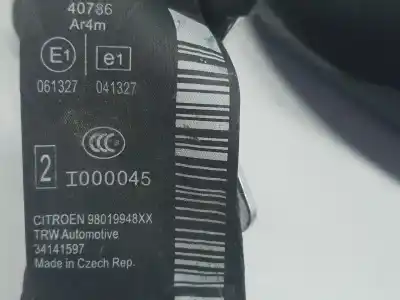 40786
Ar4m
E1 e1
061327 041327
CCC
2 I000045
CITROEN 98019948XX
TRW Automotive
34141597
Made in Czech Rep.